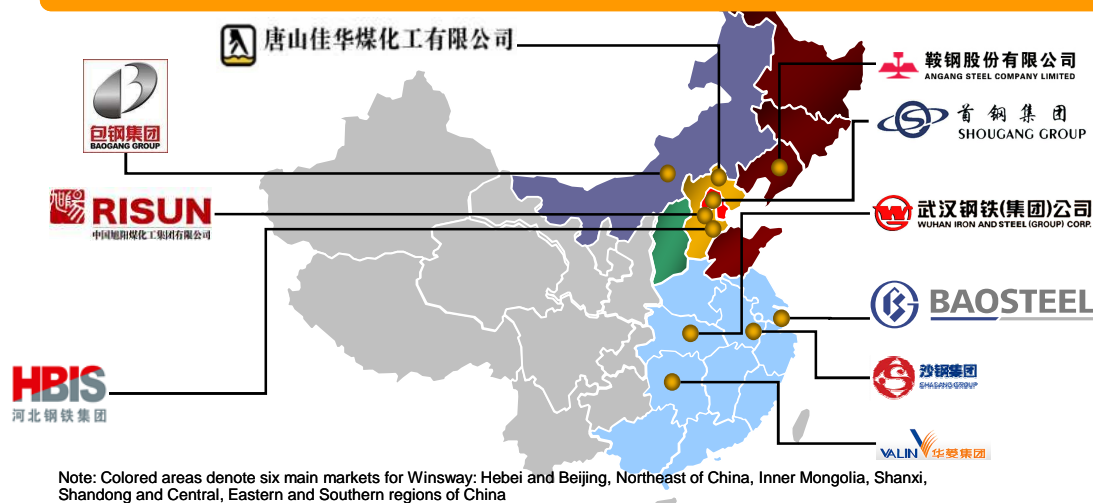 唐山佳华煤化工有限公司
鞍钢股份有限公司
ANGANG STEEL COMPANY LIMITED
包钢集团
BAOGANG GROUP
首钢集团
SHOUGANG GROUP
旭陽
RISUN
中国旭阳煤化工集团有限公司
武汉钢铁(集团)公司
WUHAN IRON AND STEEL (GROUP) CORP.
BAOSTEEL
沙钢集团
SHASANG GROUP
HBIS
河北钢铁集团
VALIN 华菱集团
Note: Colored areas denote six main markets for Winsway: Hebei and Beijing, Northeast of China, Inner Mongolia, Shanxi,
Shandong and Central, Eastern and Southern regions of China